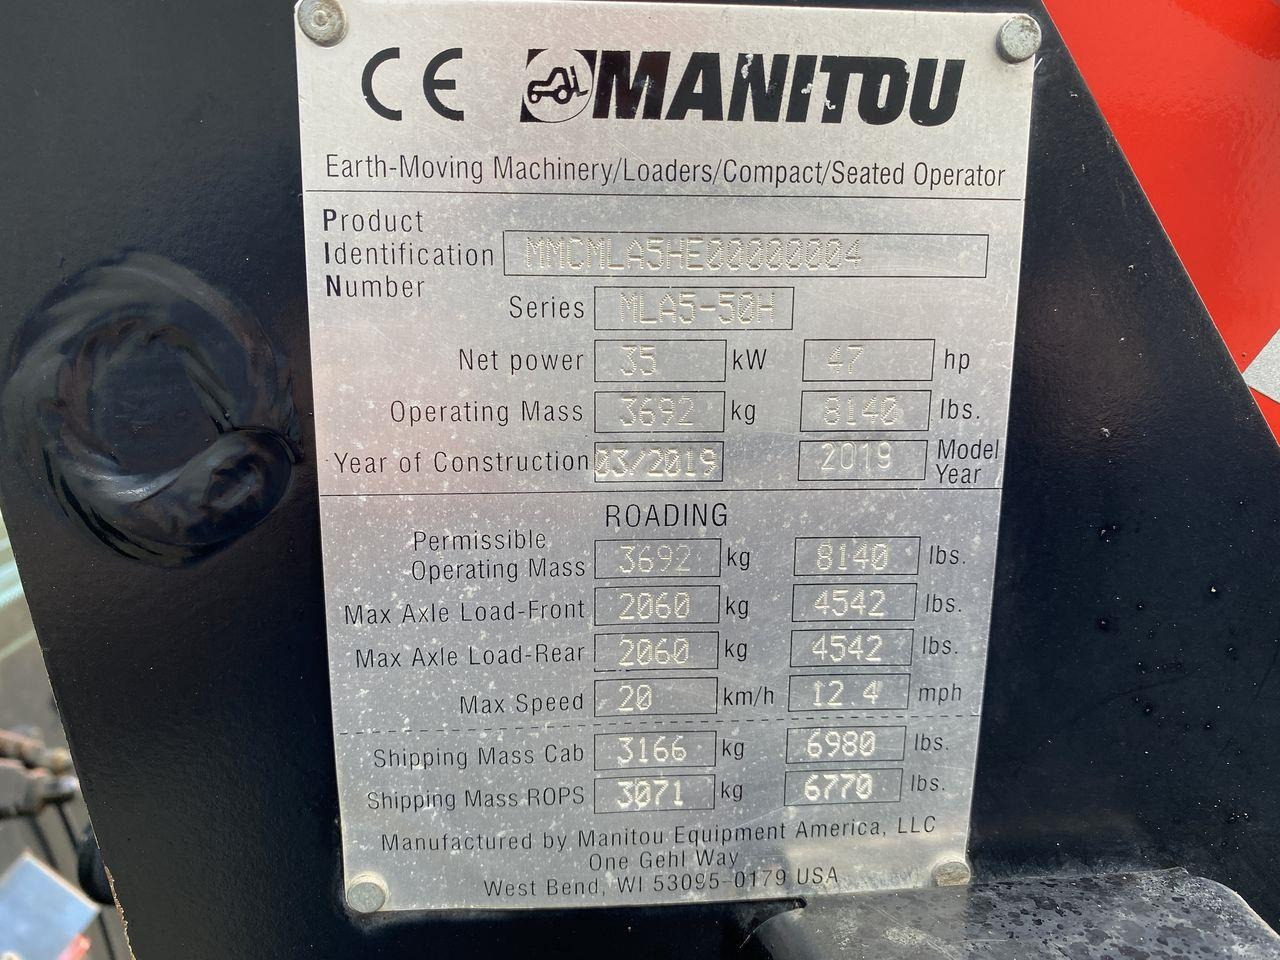 CE MANITOU
Earth-Moving Machinery/Loaders/Compact/Seated Operator
Product
Identification MMCMLA5HE00000004
Number
Series MLA5-50H
Net power 35 kW 47 hp
Operating Mass 3692 kg 8140 lbs.
Year of Construction 03/2019 2019 Model
Year
ROADING
Permissible
Operating Mass 3692 kg 8140 lbs.
Max Axle Load-Front 2060 kg 4542 lbs.
Max Axle Load-Rear 2060 kg 4542 lbs.
Max Speed 20 km/h 12 4 mph
Shipping Mass Cab 3166 kg 6980 lbs.
Shipping Mass ROPS 3071 kg 6770 lbs.
Manufactured by Manitou Equipment America, LLC
One Gehl Way
West Bend, WI 53095-0179 USA